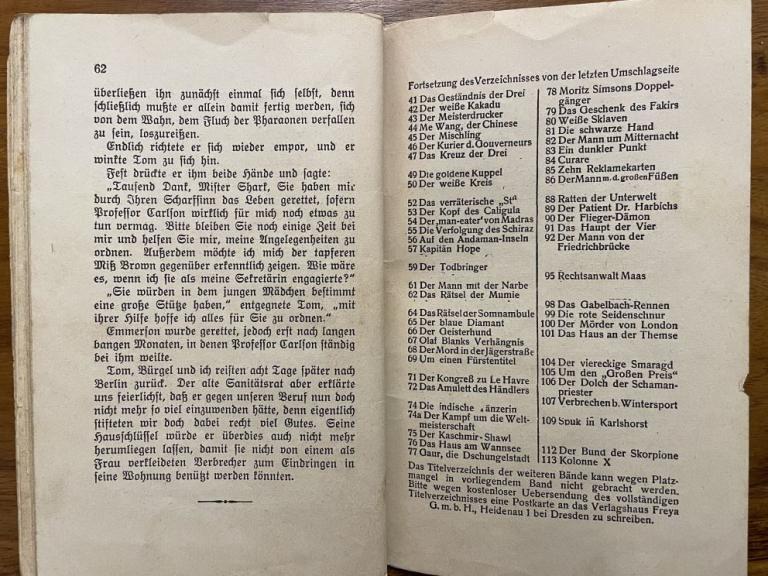 62
überließen ihn zunächst einmal sich selbst, denn
schließlich mußte er allein damit fertig werden, sich
von dem Wahn, dem Fluch der Pharaonen verfallen
zu sein, loszureißen.
Endlich richtete er sich wieder empor, und er
winkte Tom zu sich hin.
Fest drückte er ihm beide Hände und sagte:
„Tausend Dank, Mister Shark, Sie haben mir
durch Ihren Scharfsinn das Leben gerettet, sofern
Professor Carlson wirklich für mich noch etwas zu
tun vermag. Bitte bleiben Sie noch einige Zeit bei
mir und helfen Sie mir, meine Angelegenheiten zu
ordnen. Außerdem möchte ich mich der tapferen
Miß Brown gegenüber erkenntlich zeigen. Wie wäre
es, wenn ich sie als meine Sekretärin engagierte?“
„Sie würden in dem jungen Mädchen bestimmt
eine große Stütze haben,“ entgegnete Tom, „mit
ihrer Hilfe hoffe ich alles für Sie zu ordnen.“
Emmerson wurde gerettet, jedoch erst nach langen
bangen Monaten, in denen Professor Carlson ständig
bei ihm weilte.
Tom, Bürgel und ich reisten acht Tage später nach
Berlin zurück. Der alte Sanitätsrat aber erklärte
uns feierlichst, daß er gegen unseren Beruf nun doch
nicht mehr so viel einzuwenden hätte, denn eigentlich
stifteten wir doch dabei recht viel Gutes. Seine
Hausschlüssel würde er überdies auch nicht mehr
herumliegen lassen, damit sie nicht von einem als
Frau verkleideten Verbrecher zum Eindringen in
seine Wohnung benützt werden könnten.
Fortsetzung des Verzeichnisses von der letzten Umschlagseite
41 Das Geständnis der Drei
42 Der weiße Kakadu
43 Der Meisterdrucker
44 Me Wang, der Chinese
45 Der Mischling
46 Der Kurier d. Gouverneurs
47 Das Kreuz der Drei
49 Die goldene Kuppel
50 Der weiße Kreis
52 Das verräterische „St“
53 Der Kopf des Caligula
54 Der „man-eater“ von Madras
55 Die Verfolgung des Schiraz
56 Auf den Andaman-Inseln
57 Kapitän Hope
59 Der Todbringer
61 Der Mann mit der Narbe
62 Das Rätsel der Mumie
64 Das Rätsel der Somnambule
65 Der blaue Diamant
66 Der Geisterhund
67 Olaf Blanks Verhängnis
68 Der Mord in der Jägerstraße
69 Um einen Fürstentitel
71 Der Kongreß zu Le Havre
72 Das Amulett des Händlers
74 Die indische Tänzerin
74a Der Kampf um die Welt-
meisterschaft
75 Der Kaschmir-Shawl
76 Das Haus am Wannsee
77 Gaur, die Dschungelstadt
78 Moritz Simsons Doppel-
gänger
79 Das Geschenk des Fakirs
80 Weiße Sklaven
81 Die schwarze Hand
82 Der Mann um Mitternacht
83 Ein dunkler Punkt
84 Curare
85 Zehn Reklamekarten
86 Der Mann m. d. großen Füßen
88 Ratten der Unterwelt
89 Der Patient Dr. Harbichs
90 Der Flieger-Dämon
91 Das Haupt der Vier
92 Der Mann von der
Friedrichbrücke
95 Rechtsanwalt Maas
98 Das Gabelbach-Rennen
99 Die rote Seidenschnur
100 Der Mörder von London
101 Das Haus an der Themse
104 Der viereckige Smaragd
105 Um den „Großen Preis“
106 Der Dolch der Schaman-
priester
107 Verbrechen b. Wintersport
109 Spuk in Karlshorst
112 Der Bund der Skorpione
113 Kolonne X
Das Titelverzeichnis der weiteren Bände kann wegen Platz-
mangel in vorliegendem Band nicht gebracht werden.
Bitte wegen kostenloser Uebersendung des vollständigen
Titelverzeichnisses eine Postkarte an das Verlagshaus Freya
G. m. b. H., Heidenau 1 bei Dresden zu schreiben.